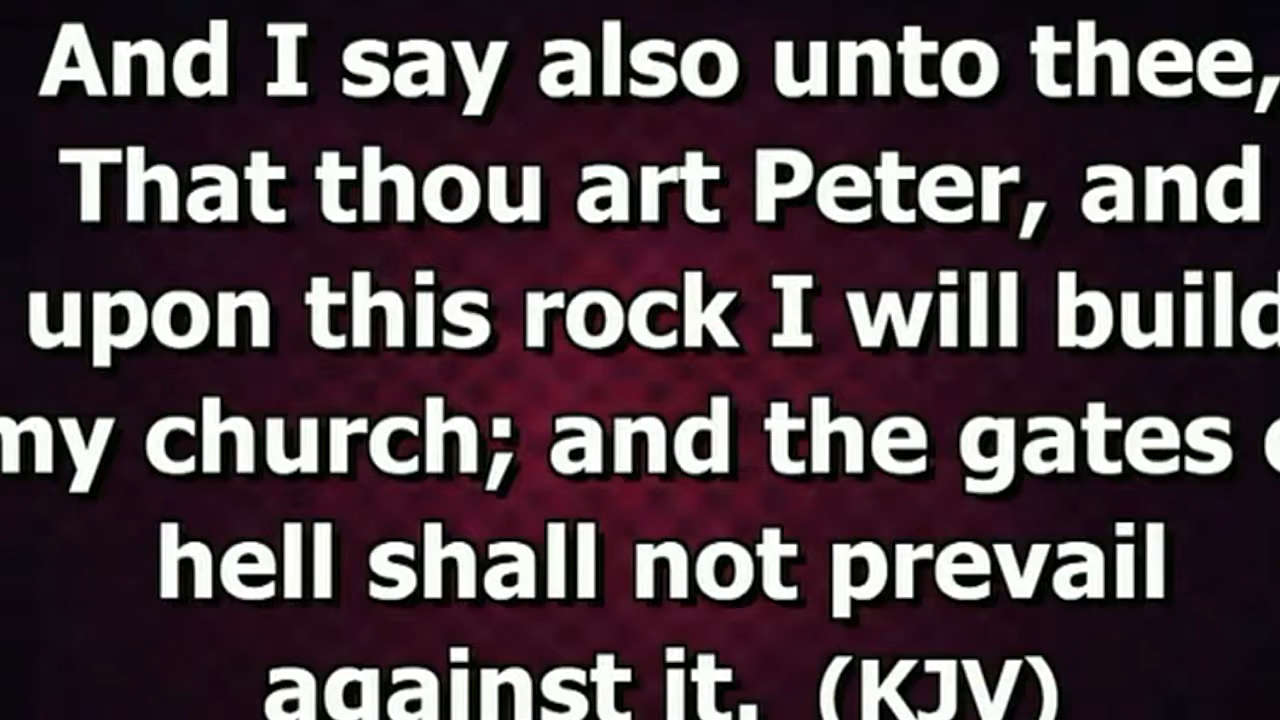 And I say also unto thee,
That thou art Peter, and
upon this rock I will build
my church; and the gates
hell shall not prevail
against it. (KJV)